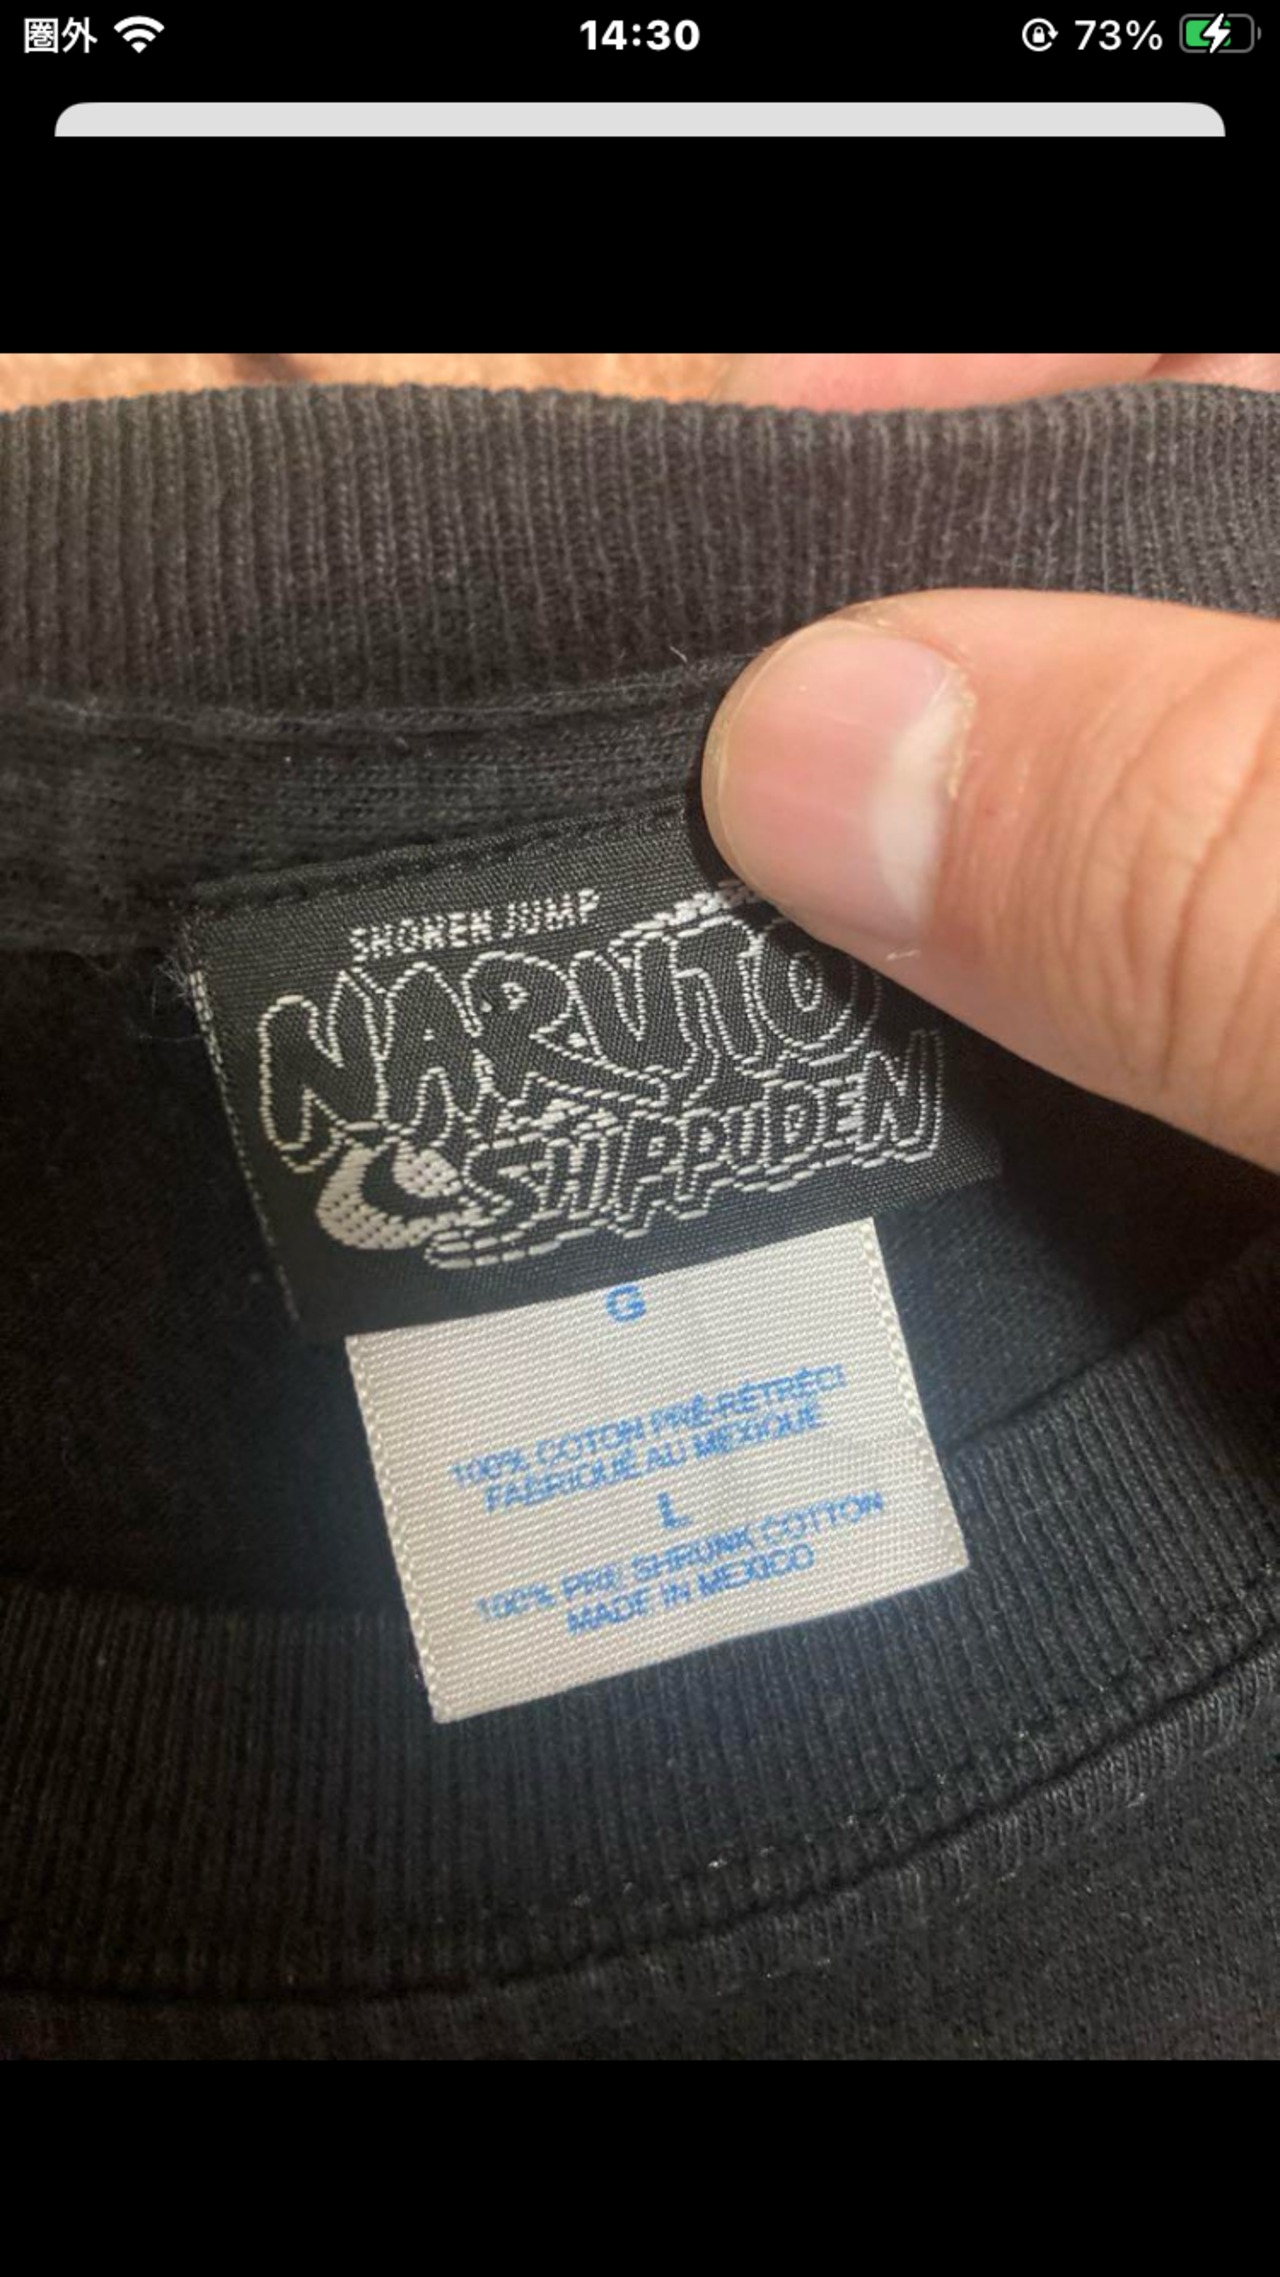 圏外
14:30
73%
SHONEN JUMP
NARUTO
SHIPPUDEN
G
100% COTON PRÉ-RÉTRÉCI
FABRIQUÉ AU MEXIQUE
L
100% PRE SHRUNK COTTON
MADE IN MEXICO